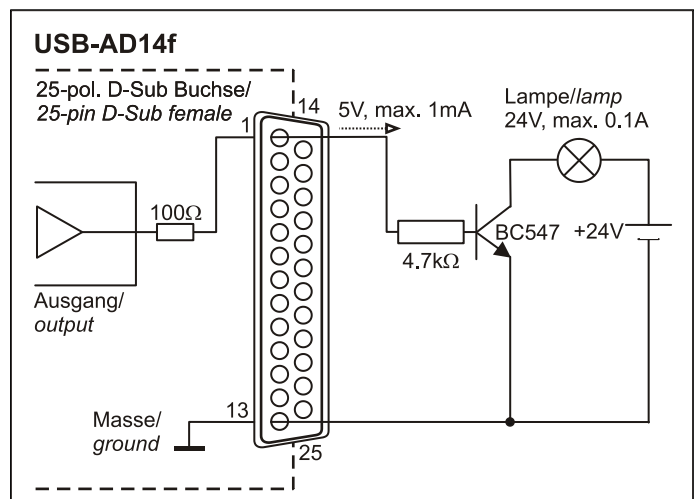 USB-AD14f
25-pol. D-Sub Buchse/
25-pin D-Sub female
14
1
5V, max. 1mA
Lampe/lamp
24V, max. 0.1A
100Ω
4.7kΩ
BC547
+24V
Ausgang/
output
Masse/
ground
13
25